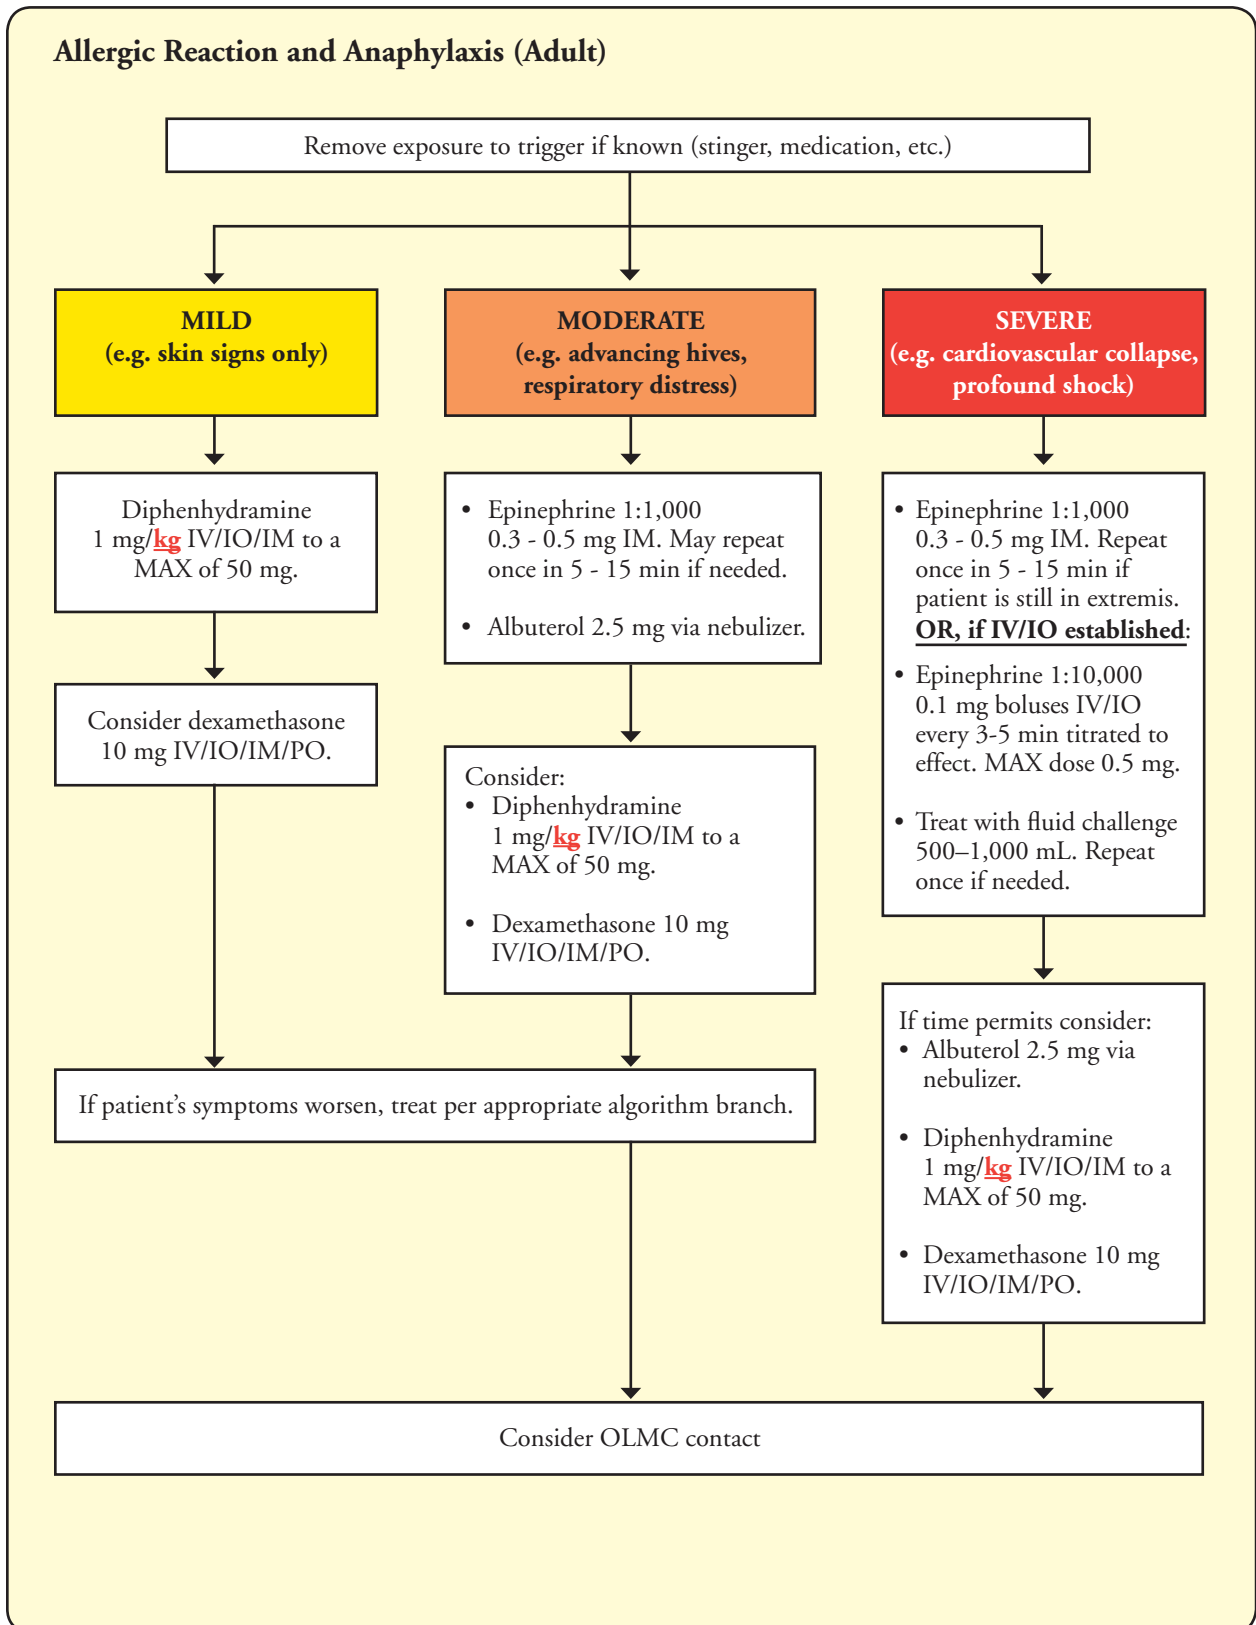 Allergic Reaction and Anaphylaxis (Adult)
Remove exposure to trigger if known (stinger, medication, etc.)
MILD
(e.g. skin signs only)
Diphenhydramine
1 mg/kg IV/IO/IM to a
MAX of 50 mg.
Consider dexamethasone
10 mg IV/IO/IM/PO.
MODERATE
(e.g. advancing hives,
respiratory distress)
• Epinephrine 1:1,000
0.3 - 0.5 mg IM. May repeat
once in 5 - 15 min if needed.
• Albuterol 2.5 mg via nebulizer.
Consider:
• Diphenhydramine
1 mg/kg IV/IO/IM to a
MAX of 50 mg.
• Dexamethasone 10 mg
IV/IO/IM/PO.
If patient’s symptoms worsen, treat per appropriate algorithm branch.
SEVERE
(e.g. cardiovascular collapse,
profound shock)
• Epinephrine 1:1,000
0.3 - 0.5 mg IM. Repeat
once in 5 - 15 min if
patient is still in extremis.
OR, if IV/IO established:
• Epinephrine 1:10,000
0.1 mg boluses IV/IO
every 3-5 min titrated to
effect. MAX dose 0.5 mg.
• Treat with fluid challenge
500–1,000 mL. Repeat
once if needed.
If time permits consider:
• Albuterol 2.5 mg via
nebulizer.
• Diphenhydramine
1 mg/kg IV/IO/IM to a
MAX of 50 mg.
• Dexamethasone 10 mg
IV/IO/IM/PO.
Consider OLMC contact